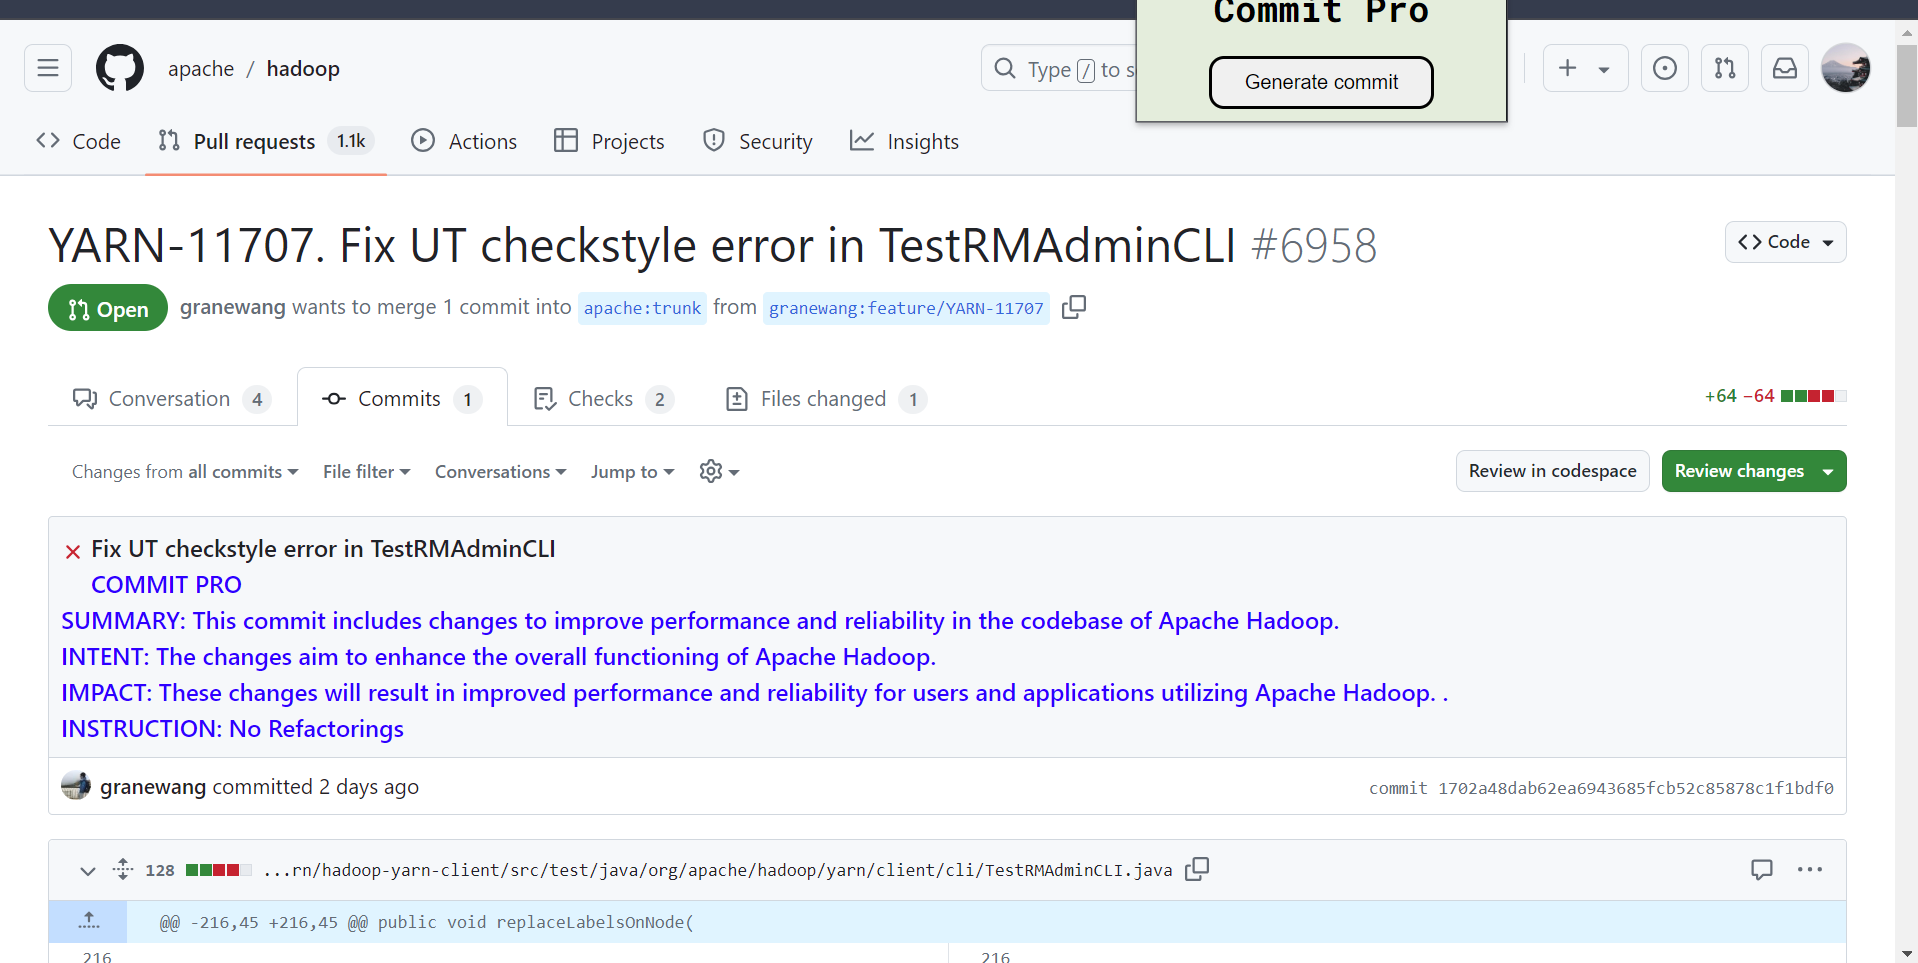 Commit Pro
apache / hadoop
Type / to s
Generate commit
Code
Pull requests 1.1k
Actions
Projects
Security
Insights
YARN-11707. Fix UT checkstyle error in TestRMAdminCLI #6958
Code
Open
granewang wants to merge 1 commit into apache:trunk from granewang:feature/YARN-11707
Conversation 4
Commits 1
Checks 2
Files changed 1
+64 −64
Changes from all commits
File filter
Conversations
Jump to
Review in codespace
Review changes
Fix UT checkstyle error in TestRMAdminCLI
COMMIT PRO
SUMMARY: This commit includes changes to improve performance and reliability in the codebase of Apache Hadoop.
INTENT: The changes aim to enhance the overall functioning of Apache Hadoop.
IMPACT: These changes will result in improved performance and reliability for users and applications utilizing Apache Hadoop. .
INSTRUCTION: No Refactorings
granewang committed 2 days ago
commit 1702a48dab62ea6943685fcb52c85878c1f1bdf0
128 ...rn/hadoop-yarn-client/src/test/java/org/apache/hadoop/yarn/client/cli/TestRMAdminCLI.java
@@ -216,45 +216,45 @@ public void replaceLabelsOnNode(
216 216